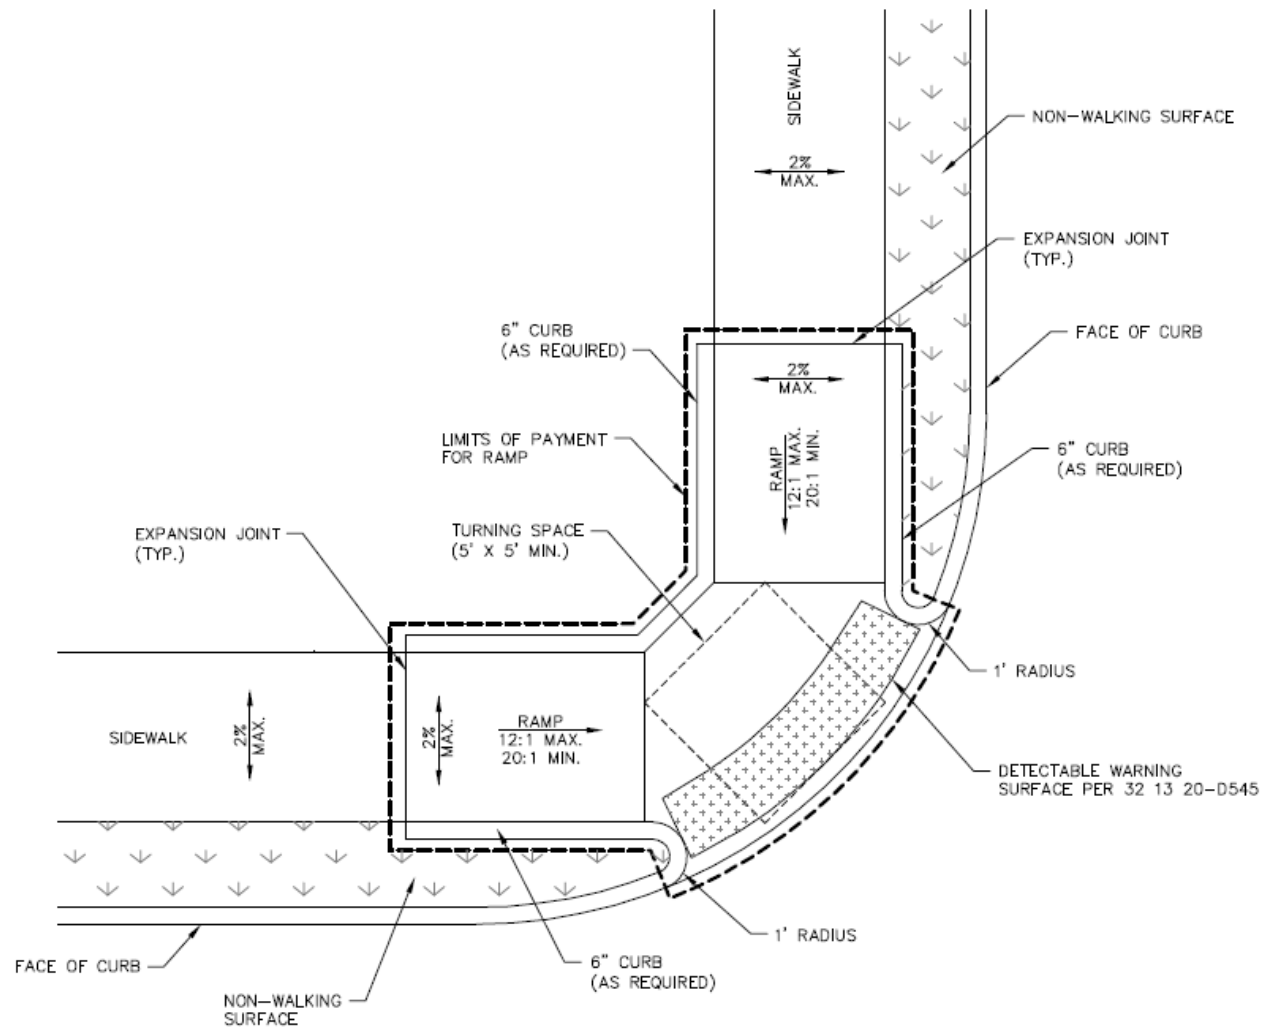 SIDEWALK
2%
MAX.
NON-WALKING SURFACE
EXPANSION JOINT
(TYP.)
6" CURB
(AS REQUIRED)
FACE OF CURB
2%
MAX.
LIMITS OF PAYMENT
FOR RAMP
RAMP
12:1 MAX.
20:1 MIN.
6" CURB
(AS REQUIRED)
EXPANSION JOINT
(TYP.)
TURNING SPACE
(5' X 5' MIN.)
1' RADIUS
SIDEWALK
2%
MAX.
2%
MAX.
RAMP
12:1 MAX.
20:1 MIN.
DETECTABLE WARNING
SURFACE PER 32 13 20-D545
1' RADIUS
FACE OF CURB
6" CURB
(AS REQUIRED)
NON-WALKING
SURFACE